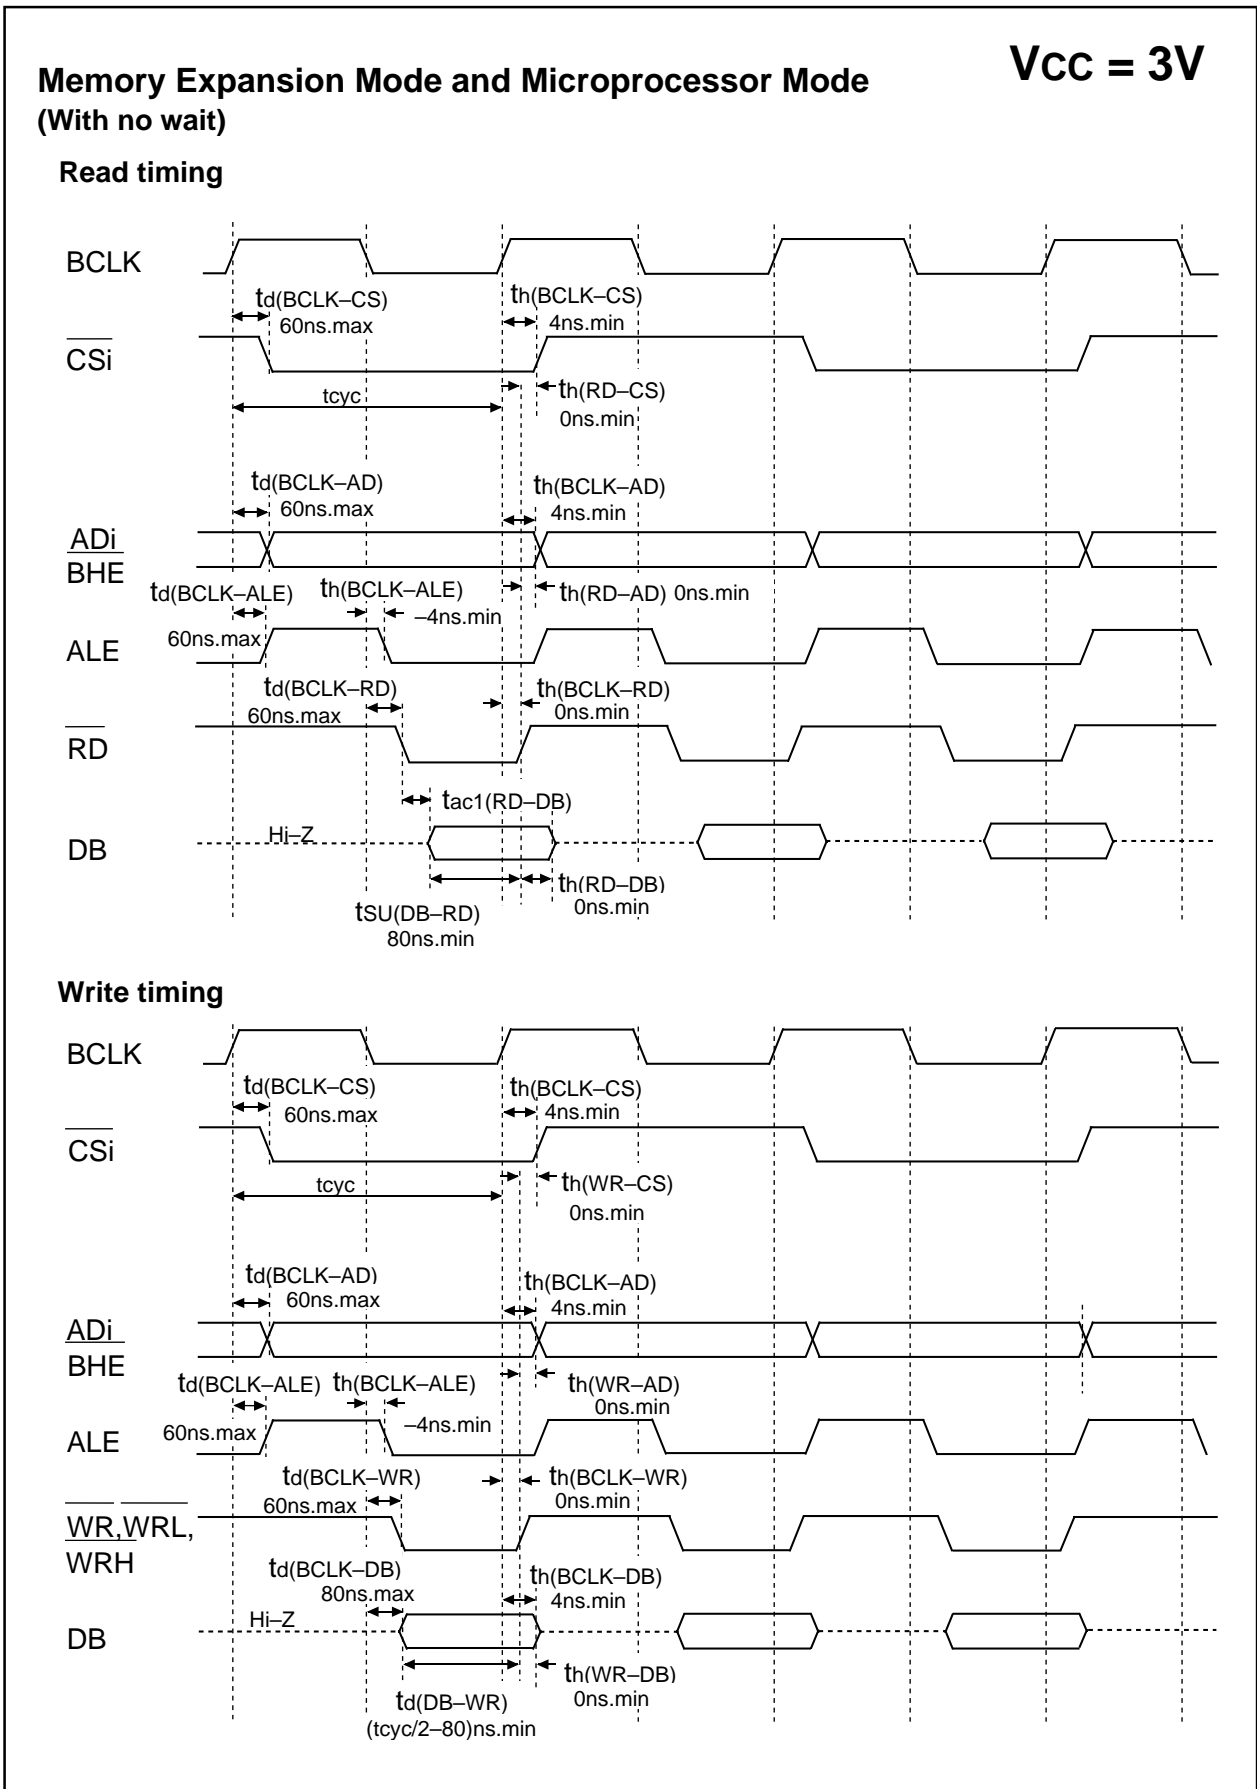 VCC = 3V
Memory Expansion Mode and Microprocessor Mode
(With no wait)
Read timing
BCLK
td(BCLK–CS)
60ns.max
th(BCLK–CS)
4ns.min
CSi
tcyc
th(RD–CS)
0ns.min
td(BCLK–AD)
60ns.max
th(BCLK–AD)
4ns.min
ADi
BHE
td(BCLK–ALE)
60ns.max
th(BCLK–ALE)
–4ns.min
th(RD–AD) 0ns.min
ALE
td(BCLK–RD)
60ns.max
th(BCLK–RD)
0ns.min
RD
tac1(RD–DB)
Hi–Z
DB
th(RD–DB)
0ns.min
tSU(DB–RD)
80ns.min
Write timing
BCLK
td(BCLK–CS)
60ns.max
th(BCLK–CS)
4ns.min
CSi
tcyc
th(WR–CS)
0ns.min
td(BCLK–AD)
60ns.max
th(BCLK–AD)
4ns.min
ADi
BHE
td(BCLK–ALE)
60ns.max
th(BCLK–ALE)
–4ns.min
th(WR–AD)
0ns.min
ALE
td(BCLK–WR)
60ns.max
th(BCLK–WR)
0ns.min
WR,WRL,
WRH
td(BCLK–DB)
80ns.max
th(BCLK–DB)
4ns.min
Hi–Z
DB
th(WR–DB)
0ns.min
td(DB–WR)
(tcyc/2–80)ns.min